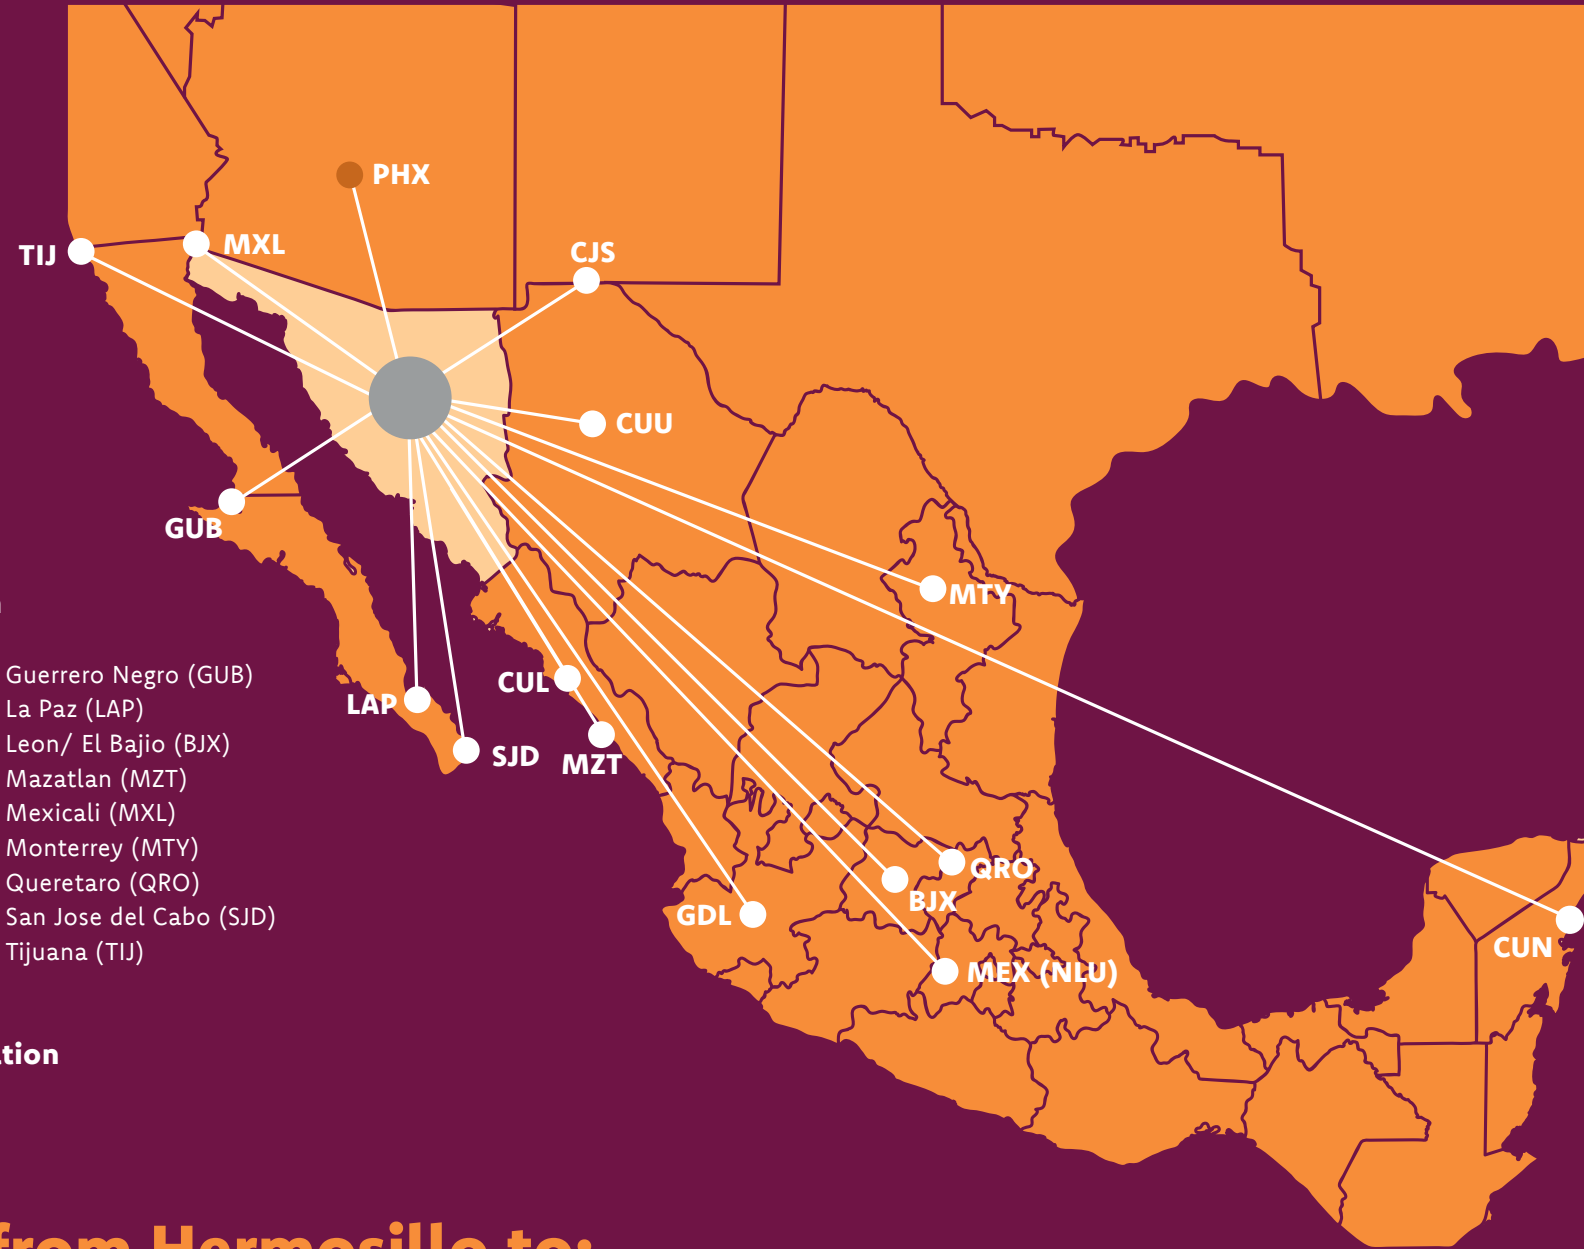 PHX
TIJ
MXL
CJS
CUU
GUB
MTY
CUL
LAP
SJD
MZT
Guerrero Negro (GUB)
La Paz (LAP)
Leon/ El Bajio (BJX)
Mazatlan (MZT)
Mexicali (MXL)
Monterrey (MTY)
Queretaro (QRO)
San Jose del Cabo (SJD)
Tijuana (TIJ)
QRO
BJX
GDL
CUN
MEX (NLU)
from Hermosillo to: